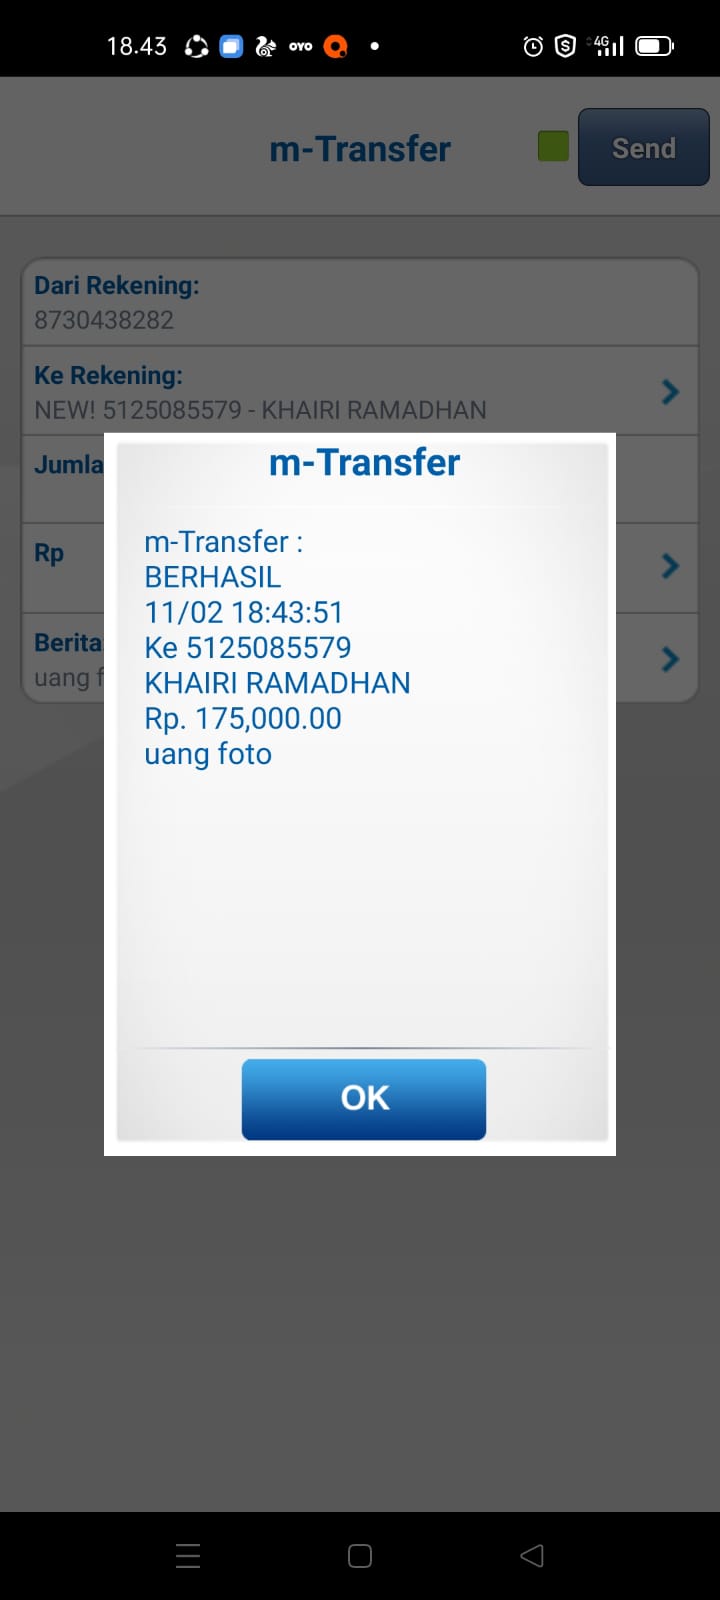 18.43
OYO
4G
m-Transfer
Send
Dari Rekening:
8730438282
Ke Rekening:
NEW! 5125085579 - KHAIRI RAMADHAN
Jumla
Rp
Berita
uang f
m-Transfer
m-Transfer :
BERHASIL
11/02 18:43:51
Ke 5125085579
KHAIRI RAMADHAN
Rp. 175,000.00
uang foto
OK